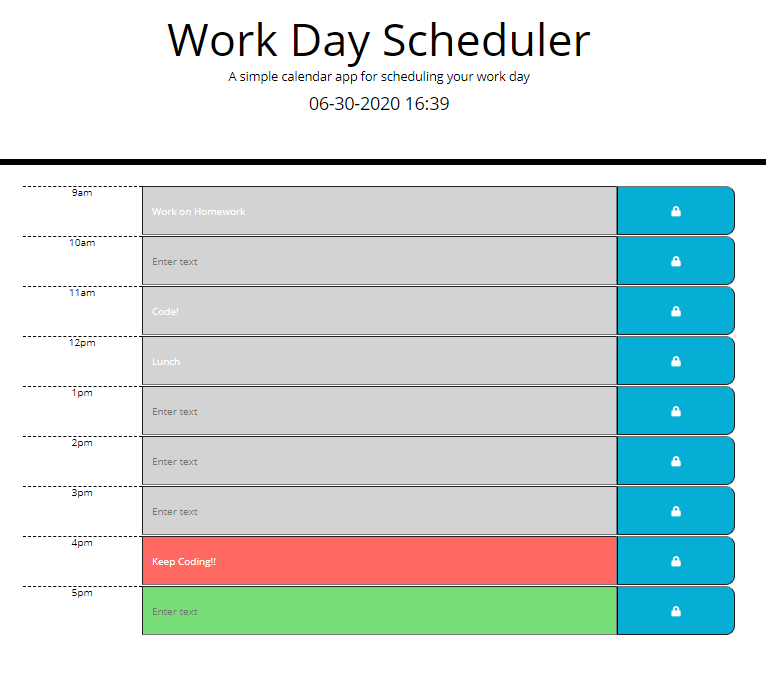 Work Day Scheduler
A simple calendar app for scheduling your work day
06-30-2020 16:39
9am
Work on Homework
10am
Enter text
11am
Code!
12pm
Lunch
1pm
Enter text
2pm
Enter text
3pm
Enter text
4pm
Keep Coding!!
5pm
Enter text